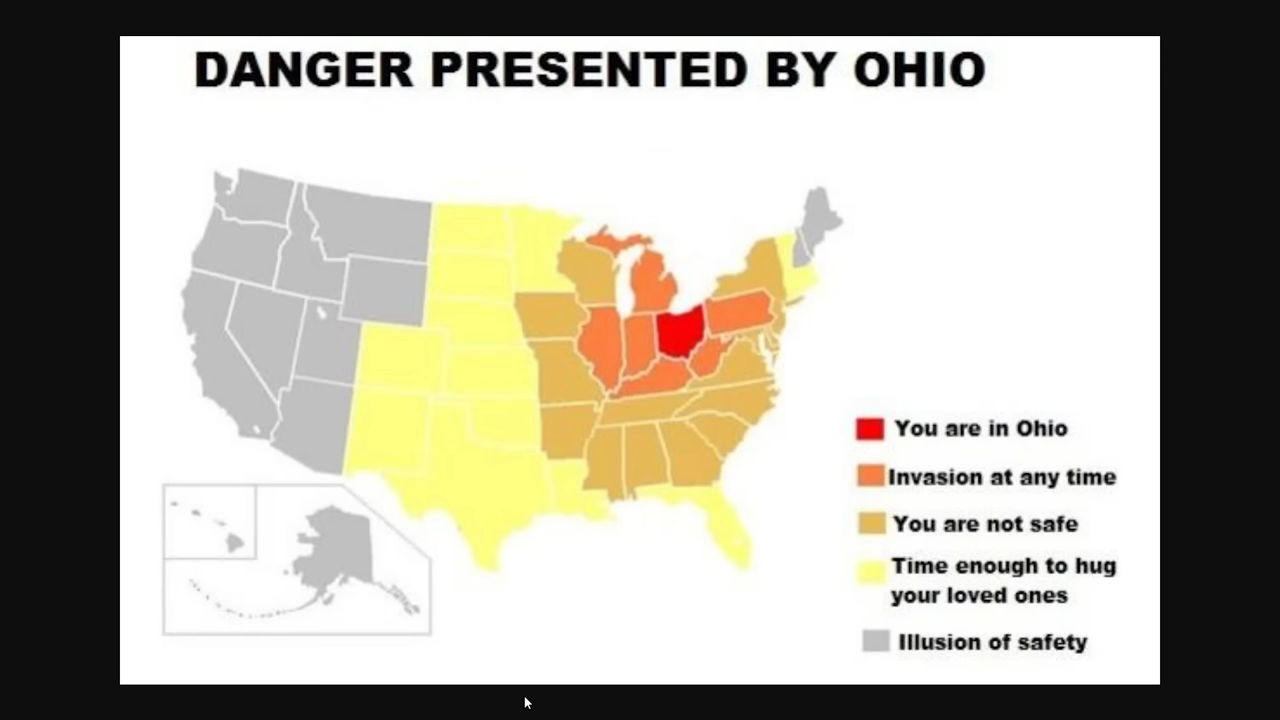 DANGER PRESENTED BY OHIO
You are in Ohio
Invasion at any time
You are not safe
Time enough to hug
your loved ones
Illusion of safety